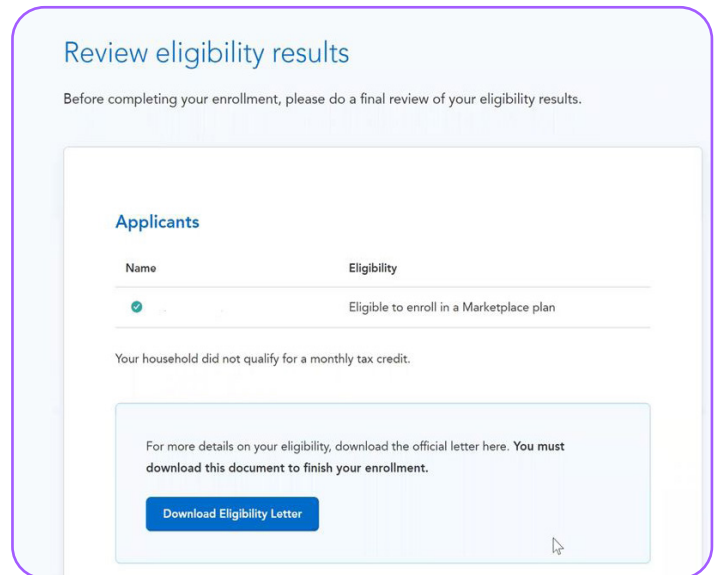 Review eligibility results
Before completing your enrollment, please do a final review of your eligibility results.
Applicants
Name Eligibility
Eligible to enroll in a Marketplace plan
Your household did not qualify for a monthly tax credit.
For more details on your eligibility, download the official letter here. You must
download this document to finish your enrollment.
Download Eligibility Letter